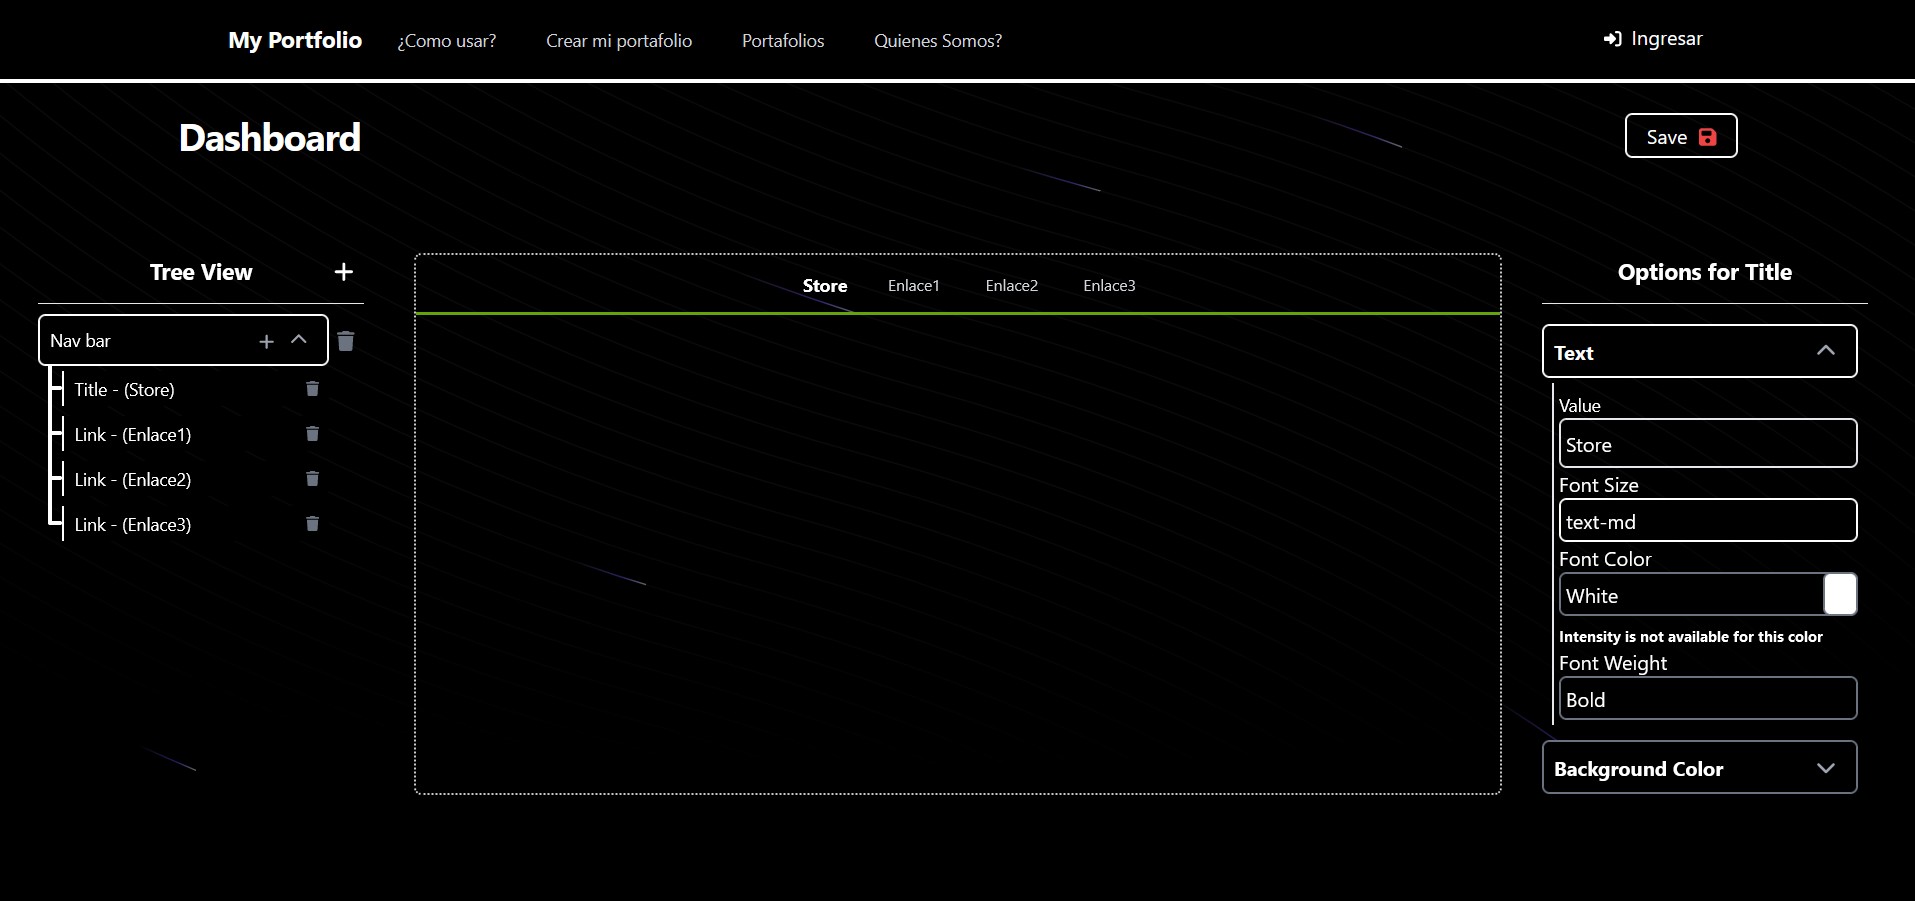 My Portfolio ¿Como usar? Crear mi portafolio Portafolios Quienes Somos? Ingresar
Dashboard
Save
Tree View
Nav bar
Title - (Store)
Link - (Enlace1)
Link - (Enlace2)
Link - (Enlace3)
Store Enlace1 Enlace2 Enlace3
Options for Title
Text
Value
Store
Font Size
text-md
Font Color
White
Intensity is not available for this color
Font Weight
Bold
Background Color